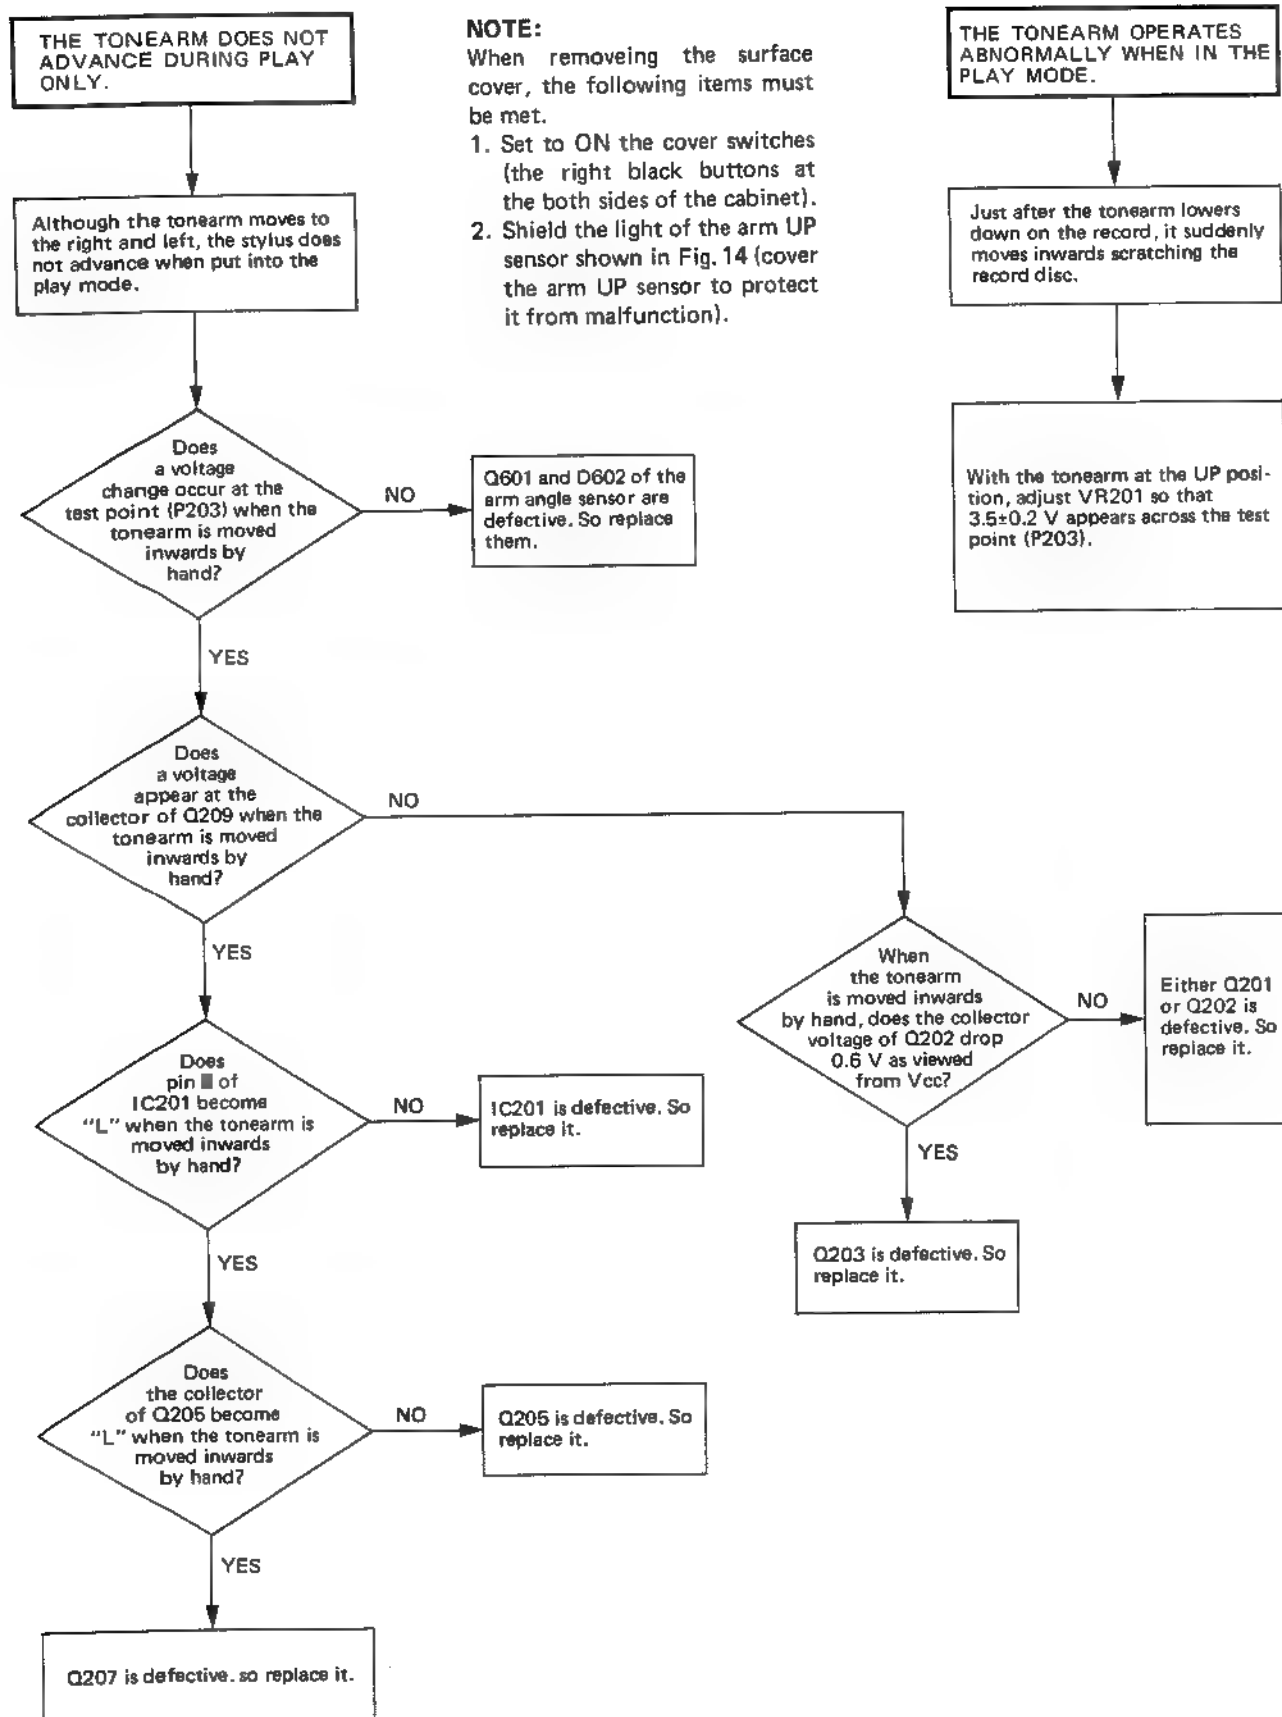 THE TONEARM DOES NOT
ADVANCE DURING PLAY
ONLY.
Although the tonearm moves to
the right and left, the stylus does
not advance when put into the
play mode.
Does
a voltage
change occur at the
test point (P203) when the
tonearm is moved
inwards by
hand?
NO
Q601 and D602 of the
arm angle sensor are
defective. So replace
them.
YES
Does
a voltage
appear at the
collector of Q209 when the
tonearm is moved
inwards by
hand?
NO
YES
When
the tonearm
is moved inwards
by hand, does the collector
voltage of Q202 drop
0.6 V as viewed
from Vcc?
NO
Either Q201
or Q202 is
defective. So
replace it.
YES
Q203 is defective. So
replace it.
Does
pin of
IC201 become
"L" when the tonearm is
moved inwards
by hand?
NO
IC201 is defective. So
replace it.
YES
Does
the collector
of Q205 become
"L" when the tonearm is
moved inwards
by hand?
NO
Q205 is defective. So
replace it.
YES
Q207 is defective. so replace it.
NOTE:
When removeing the surface
cover, the following items must
be met.
1. Set to ON the cover switches
(the right black buttons at
the both sides of the cabinet).
2. Shield the light of the arm UP
sensor shown in Fig. 14 (cover
the arm UP sensor to protect
it from malfunction).
THE TONEARM OPERATES
ABNORMALLY WHEN IN THE
PLAY MODE.
Just after the tonearm lowers
down on the record, it suddenly
moves inwards scratching the
record disc.
With the tonearm at the UP posi-
tion, adjust VR201 so that
3.5±0.2 V appears across the test
point (P203).